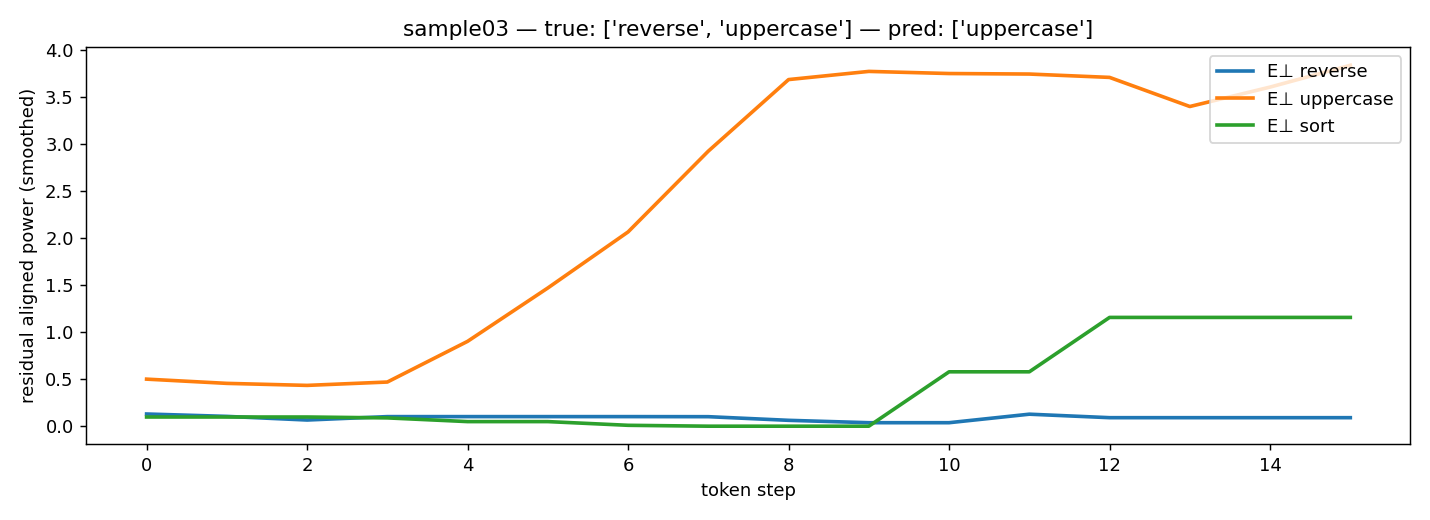 sample03 — true: ['reverse', 'uppercase'] — pred: ['uppercase']
residual aligned power (smoothed)
4.0
3.5
3.0
2.5
2.0
1.5
1.0
0.5
0.0
E⊥ reverse
E⊥ uppercase
E⊥ sort
0 2 4 6 8 10 12 14
token step